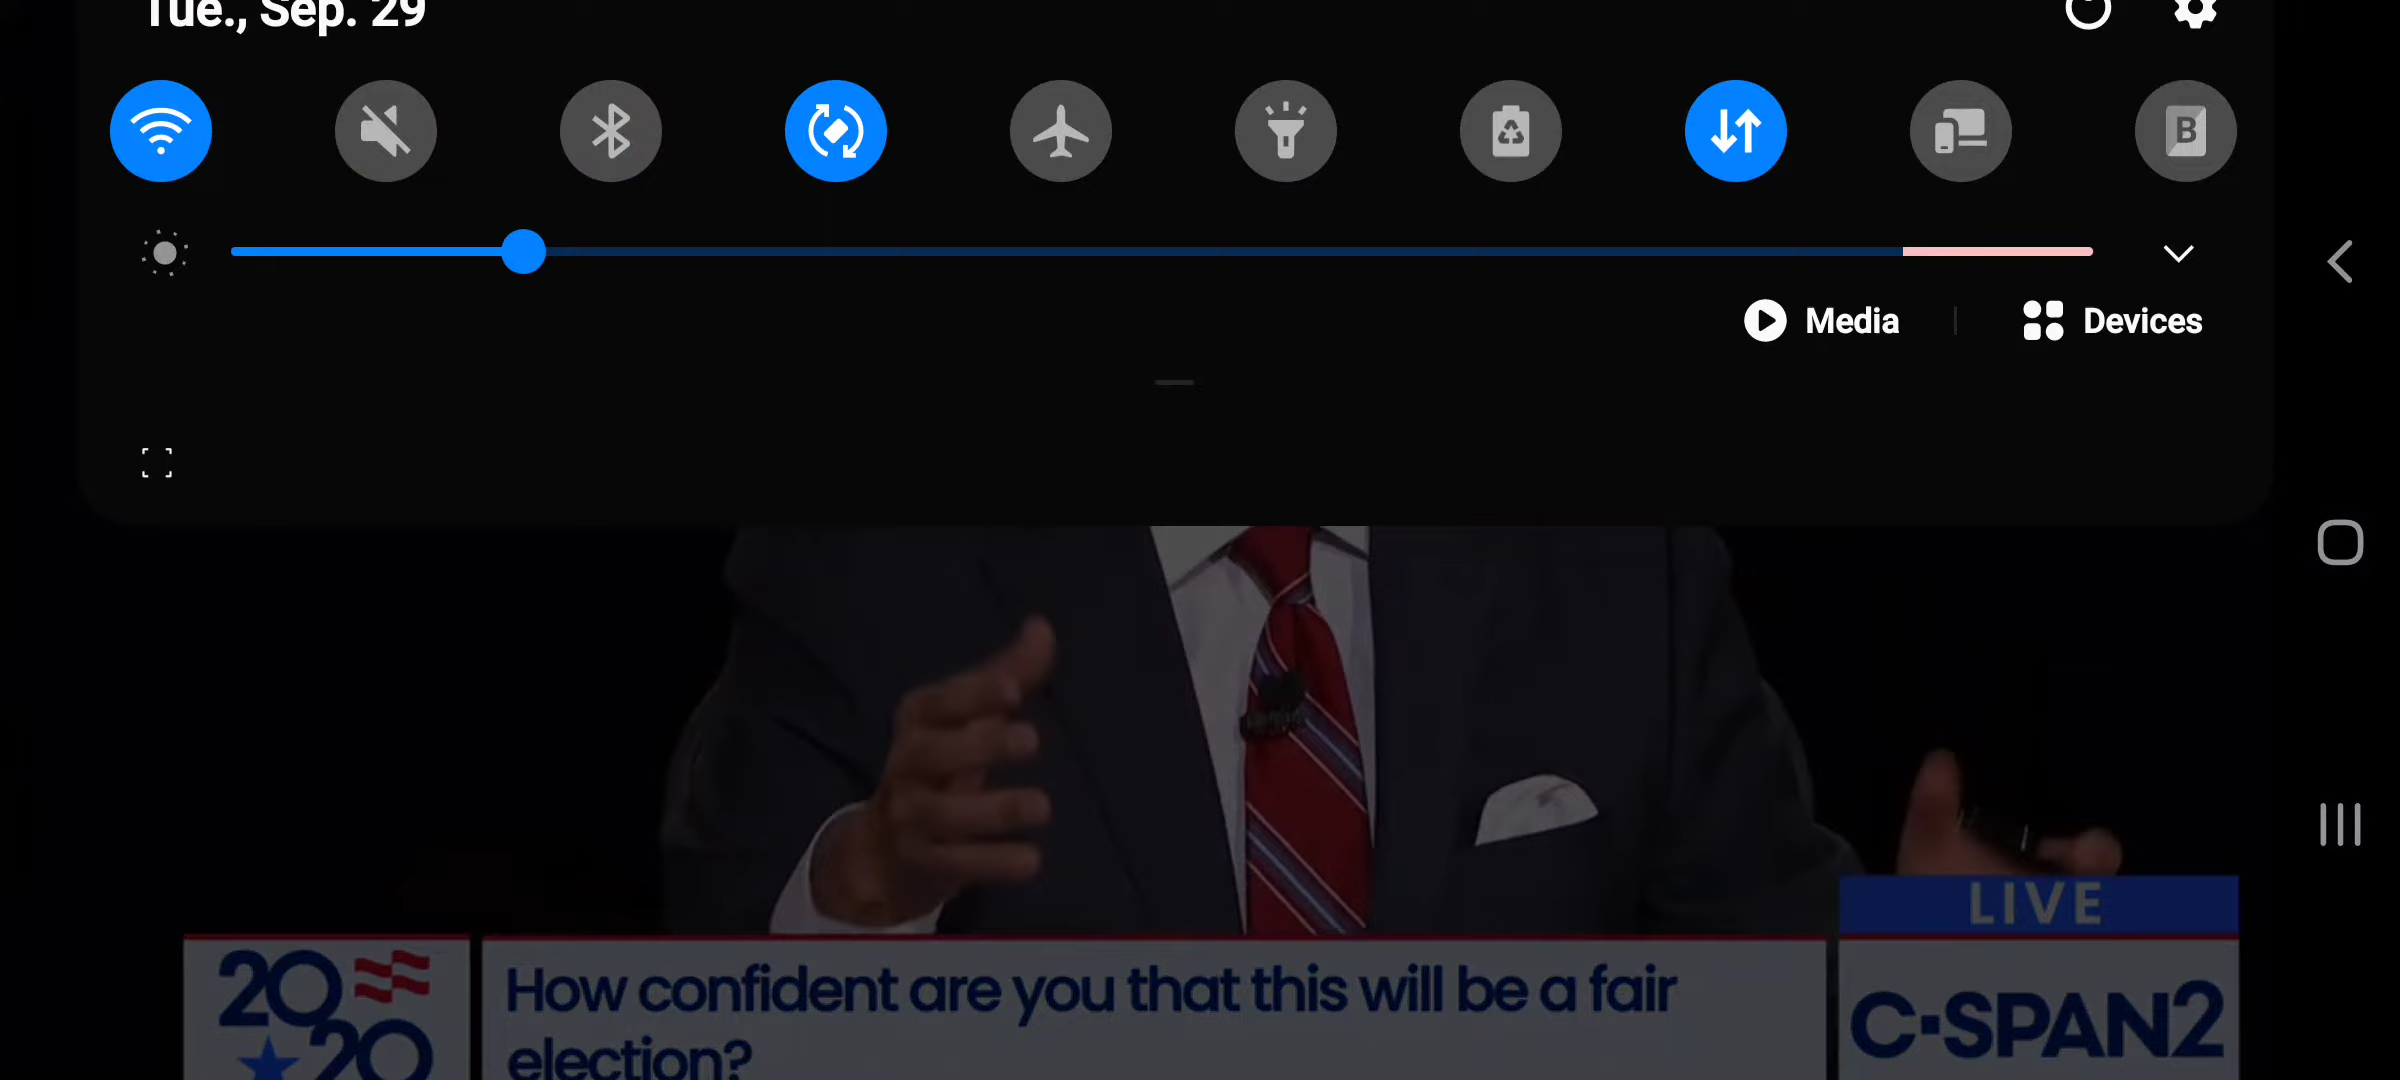 Tue., Sep. 29
B
Media
Devices
LIVE
2020
How confident are you that this will be a fair
election?
C-SPAN2